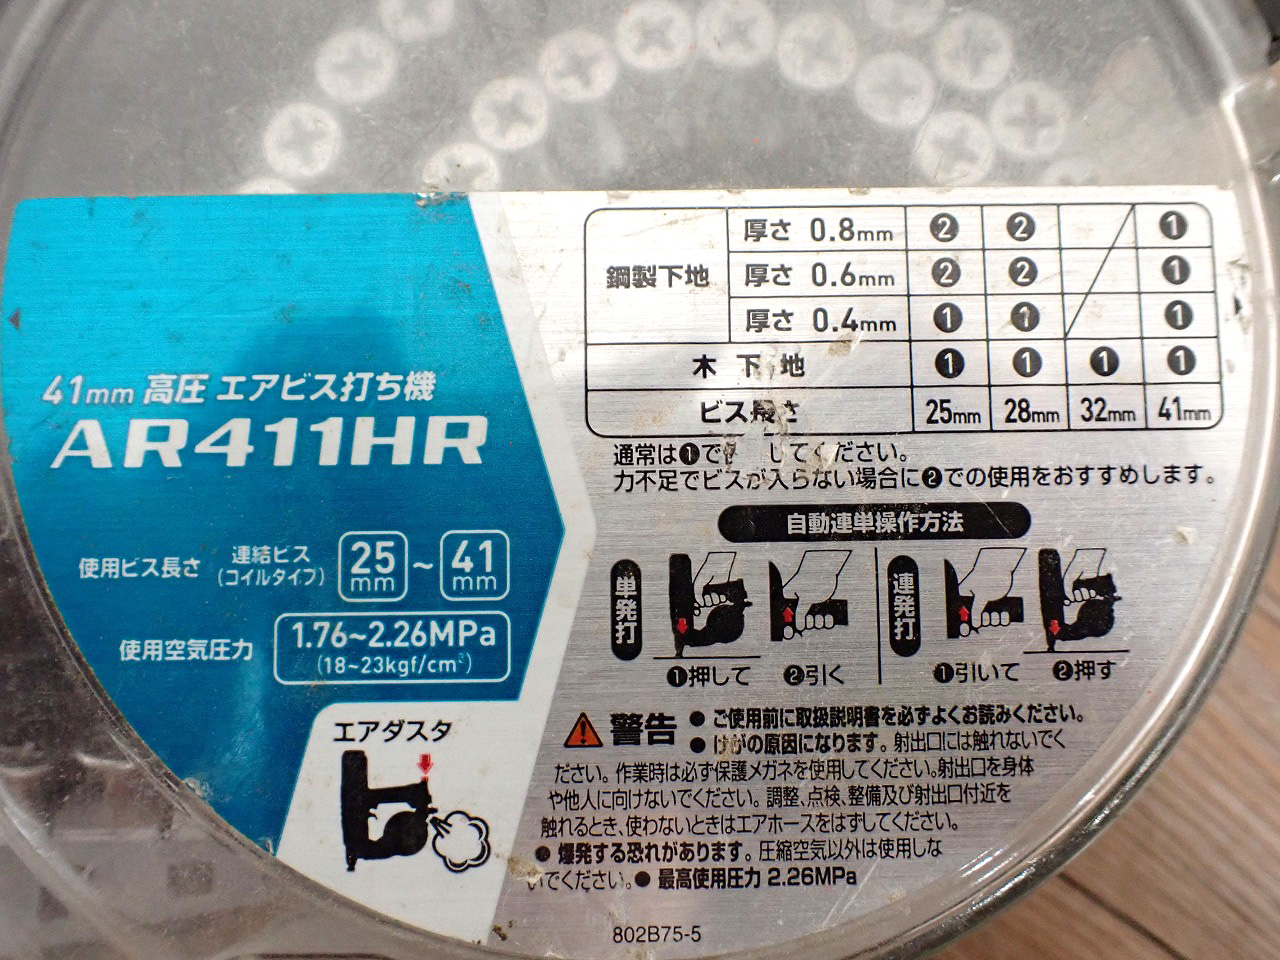 41mm 高圧 エアビス打ち機
AR411HR
使用ビス長さ 連結ビス (コイルタイプ) 25mm ~ 41mm
使用空気圧力 1.76~2.26MPa
(18~23kgf/cm²)
エアダスタ
鋼製下地
厚さ 0.8mm ❷ ❷ ❶
厚さ 0.6mm ❷ ❷ ❶
厚さ 0.4mm ❶ ❶ ❶
木下地 ❶ ❶ ❶ ❶
ビス長さ 25mm 28mm 32mm 41mm
通常は❶で してください。
力不足でビスが入らない場合に❷での使用をおすすめします。
自動連単操作方法
単発打
❶押して ❷引く
連発打
❶引いて ❷押す
警告 ● ご使用前に取扱説明書を必ずよくお読みください。
● けがの原因になります。射出口には触れないでく
ださい。作業時は必ず保護メガネを使用してください。射出口を身体
や他人に向けないでください。調整、点検、整備及び射出口付近を
触れるとき、使わないときはエアホースをはずしてください。
● 爆発する恐れがあります。圧縮空気以外は使用しな
いでください。● 最高使用圧力 2.26MPa
802B75-5